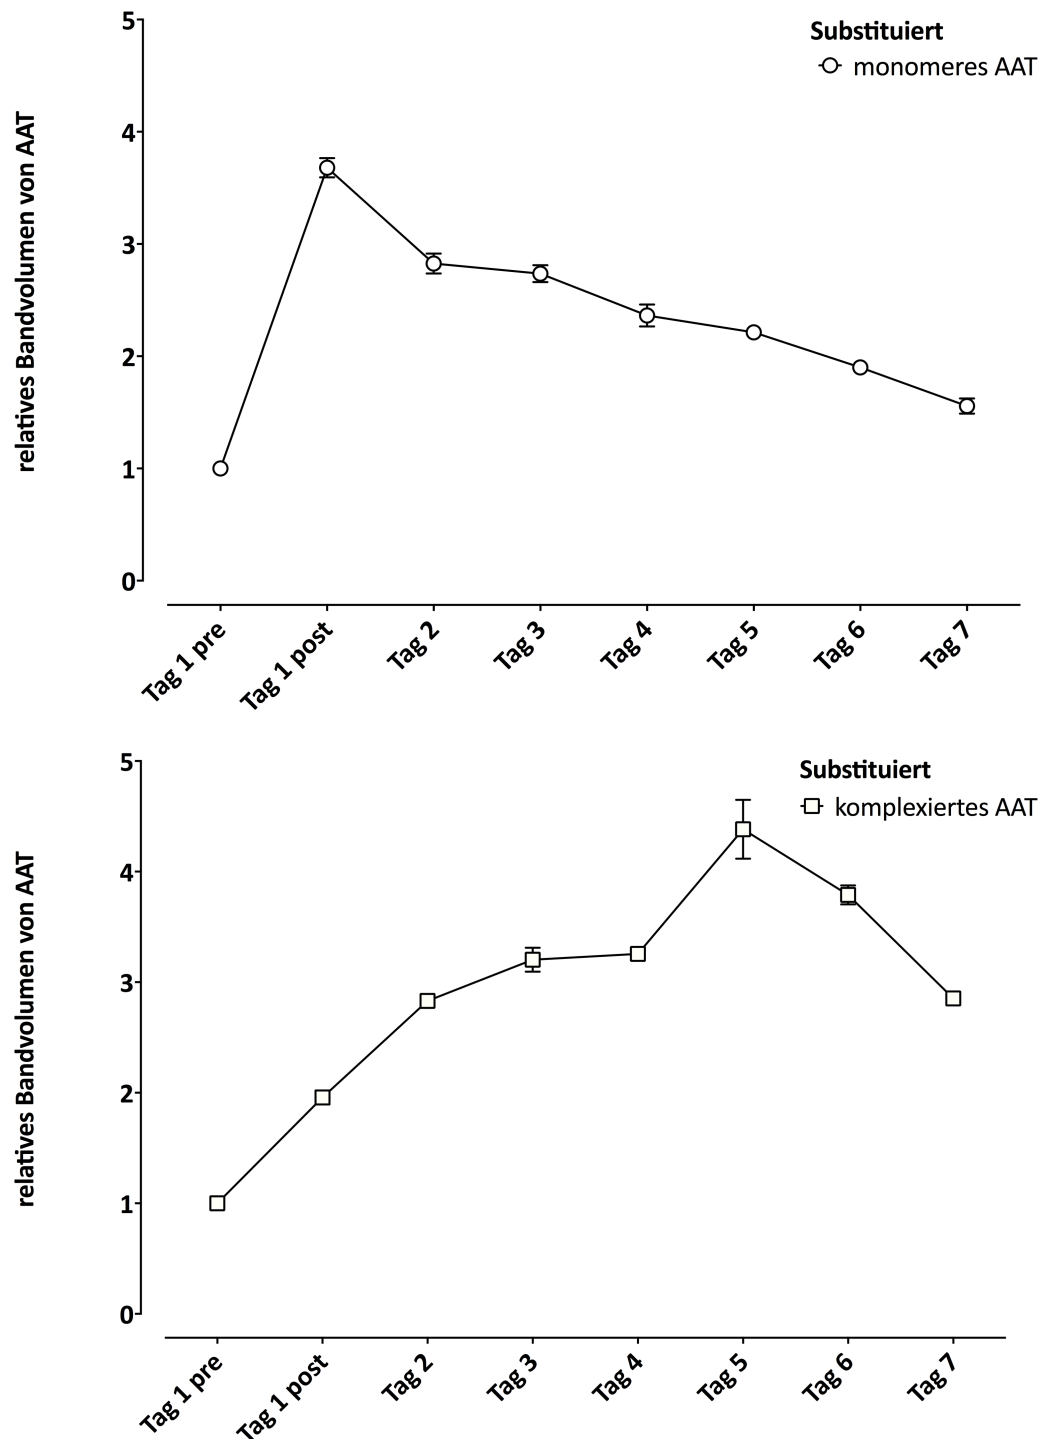 Substituiert
monomeres AAT
relatives Bandvolumen von AAT
5
4
3
2
1
0
Tag 1 pre
Tag 1 post
Tag 2
Tag 3
Tag 4
Tag 5
Tag 6
Tag 7
Substituiert
komplexiertes AAT
relatives Bandvolumen von AAT
5
4
3
2
1
0
Tag 1 pre
Tag 1 post
Tag 2
Tag 3
Tag 4
Tag 5
Tag 6
Tag 7